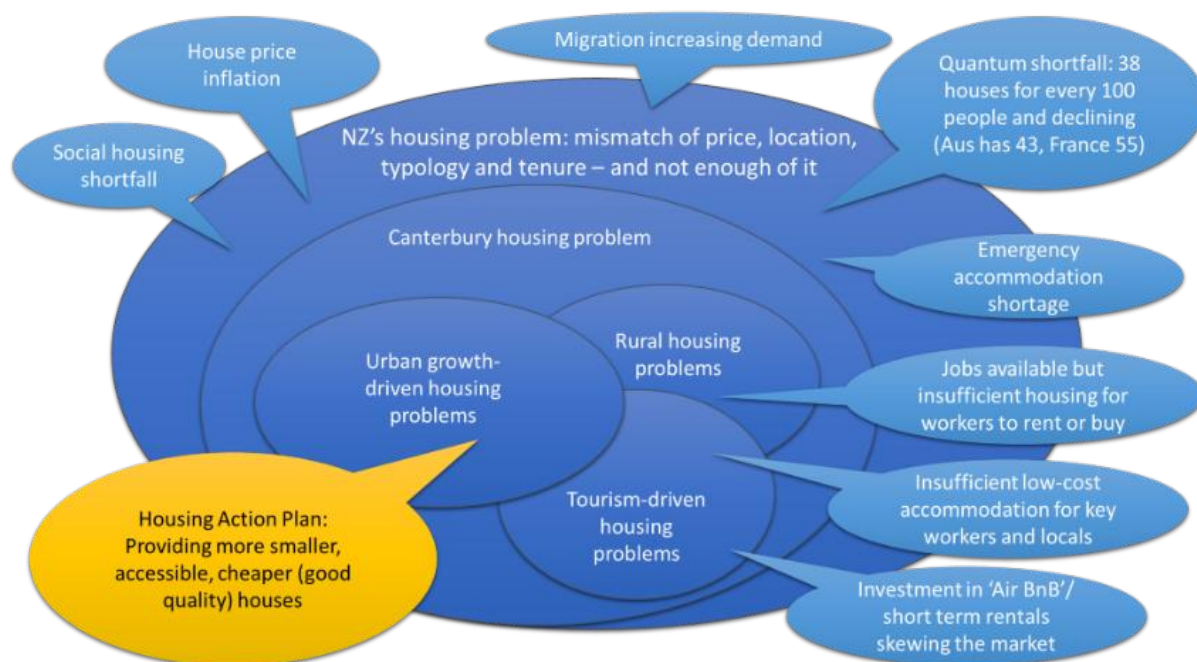 House price
inflation
Migration increasing demand
Quantum shortfall: 38
houses for every 100
people and declining
(Aus has 43, France 55)
Social housing
shortfall
NZ’s housing problem: mismatch of price, location,
typology and tenure – and not enough of it
Canterbury housing problem
Emergency
accommodation
shortage
Urban growth-
driven housing
problems
Rural housing
problems
Jobs available but
insufficient housing for
workers to rent or buy
Tourism-driven
housing
problems
Insufficient low-cost
accommodation for key
workers and locals
Housing Action Plan:
Providing more smaller,
accessible, cheaper (good
quality) houses
Investment in ‘Air BnB’/
short term rentals
skewing the market